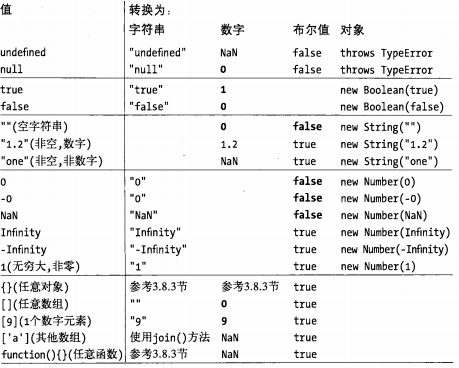 值 转换为:
字符串 数字 布尔值 对象
undefined "undefined" NaN false throws TypeError
null "null" 0 false throws TypeError
true "true" 1 new Boolean(true)
false "false" 0 new Boolean(false)
""(空字符串) 0 false new String("")
"1.2"(非空,数字) 1.2 true new String("1.2")
"one"(非空,非数字) NaN true new String("one")
0 "0" false new Number(0)
-0 "0" false new Number(-0)
NaN "NaN" false new Number(NaN)
Infinity "Infinity" true new Number(Infinity)
-Infinity "-Infinity" true new Number(-Infinity)
1(无穷大,非零) "1" true new Number(1)
{}(任意对象) 参考3.8.3节 参考3.8.3节 true
[](任意数组) "" 0 true
[9](1个数字元素) "9" 9 true
['a'](其他数组) 使用join()方法 NaN true
function(){}(任意函数) 参考3.8.3节 NaN true